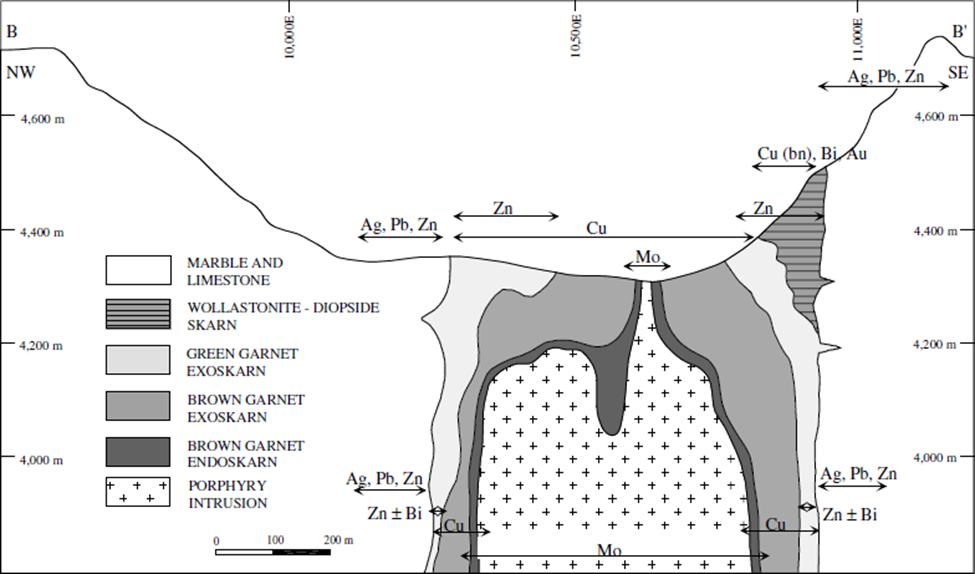 10,000E
10,500E
11,000E
B
B'
NW
SE
Ag, Pb, Zn
4,600 m
4,600 m
Cu (bn), Bi, Au
Zn
Zn
Ag, Pb, Zn
Cu
4,400 m
4,400 m
Mo
MARBLE AND
LIMESTONE
WOLLASTONITE - DIOPSIDE
SKARN
4,200 m
4,200 m
GREEN GARNET
EXOSKARN
BROWN GARNET
EXOSKARN
BROWN GARNET
ENDOSKARN
4,000 m
4,000 m
PORPHYRY
INTRUSION
Ag, Pb, Zn
Ag, Pb, Zn
Zn ± Bi
Zn ± Bi
Cu
Cu
0 100 200 m
Mo